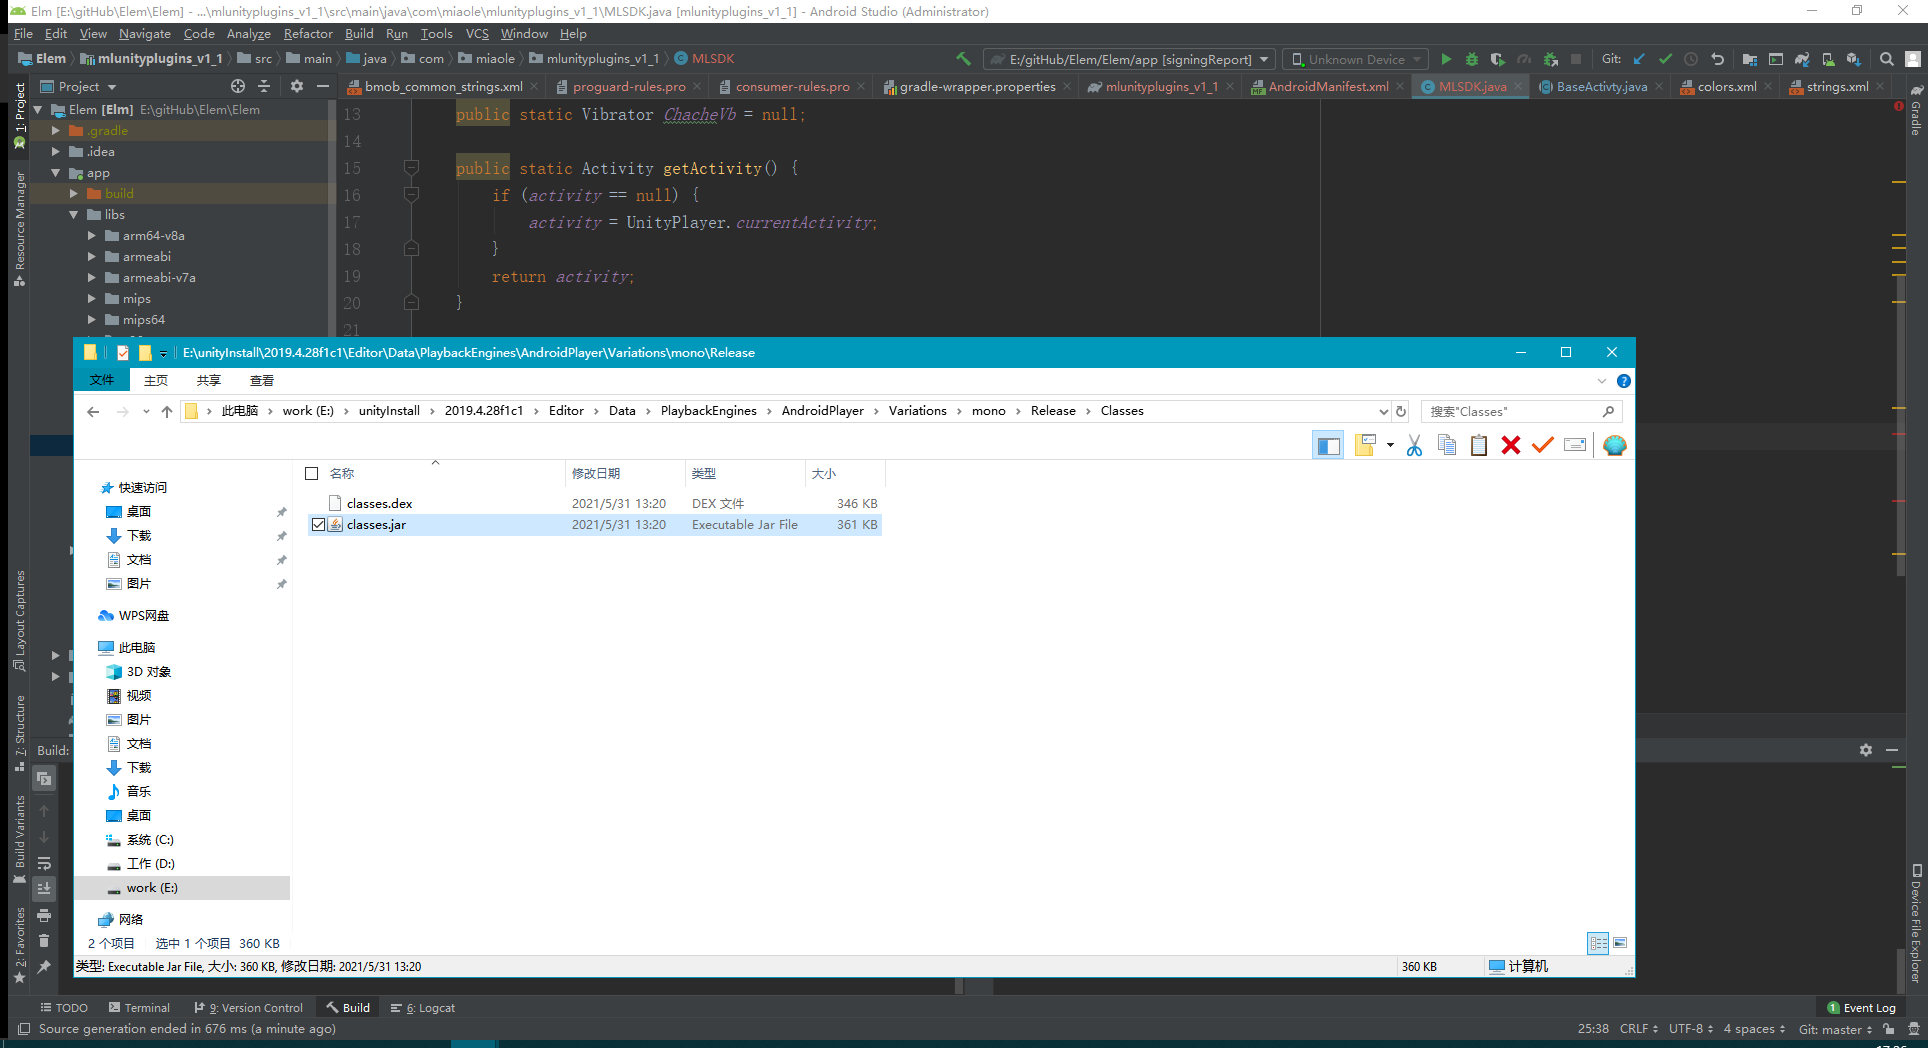 Elm [E:\gitHub\Elem\Elem] - ...\mlunityplugins_v1_1\src\main\java\com\miaole\mlunityplugins_v1_1\MLSDK.java [mlunityplugins_v1_1] - Android Studio (Administrator)
File Edit View Navigate Code Analyze Refactor Build Run Tools VCS Window Help
Elem mlunityplugins_v1_1 src main java com miaole mlunityplugins_v1_1 MLSDK E:/gitHub/Elem/Elem/app [signingReport] Unknown Device Git:
Project bmob_common_strings.xml proguard-rules.pro consumer-rules.pro gradle-wrapper.properties mlunityplugins_v1_1 AndroidManifest.xml MLSDK.java BaseActivty.java colors.xml strings.xml
Elem [Elm] E:\gitHub\Elem\Elem
.gradle
.idea
app
build
libs
arm64-v8a
armeabi
armeabi-v7a
mips
mips64
13 public static Vibrator ChacheVb = null;
14
15 public static Activity getActivity() {
16 if (activity == null) {
17 activity = UnityPlayer.currentActivity;
18 }
19 return activity;
20 }
21
1: Project
Resource Manager
Layout Captures
7: Structure
Build Variants
2: Favorites
Gradle
Device File Explorer
E:\unityInstall\2019.4.28f1c1\Editor\Data\PlaybackEngines\AndroidPlayer\Variations\mono\Release
文件 主页 共享 查看
此电脑 work (E:) unityInstall 2019.4.28f1c1 Editor Data PlaybackEngines AndroidPlayer Variations mono Release Classes 搜索"Classes"
名称 修改日期 类型 大小
classes.dex 2021/5/31 13:20 DEX 文件 346 KB
classes.jar 2021/5/31 13:20 Executable Jar File 361 KB
快速访问
桌面
下载
文档
图片
WPS网盘
此电脑
3D 对象
视频
图片
文档
下载
音乐
桌面
系统 (C:)
工作 (D:)
work (E:)
网络
2 个项目 选中 1 个项目 360 KB
类型: Executable Jar File, 大小: 360 KB, 修改日期: 2021/5/31 13:20 360 KB 计算机
Build:
TODO Terminal 9: Version Control Build 6: Logcat 1 Event Log
Source generation ended in 676 ms (a minute ago) 25:38 CRLF UTF-8 4 spaces Git: master